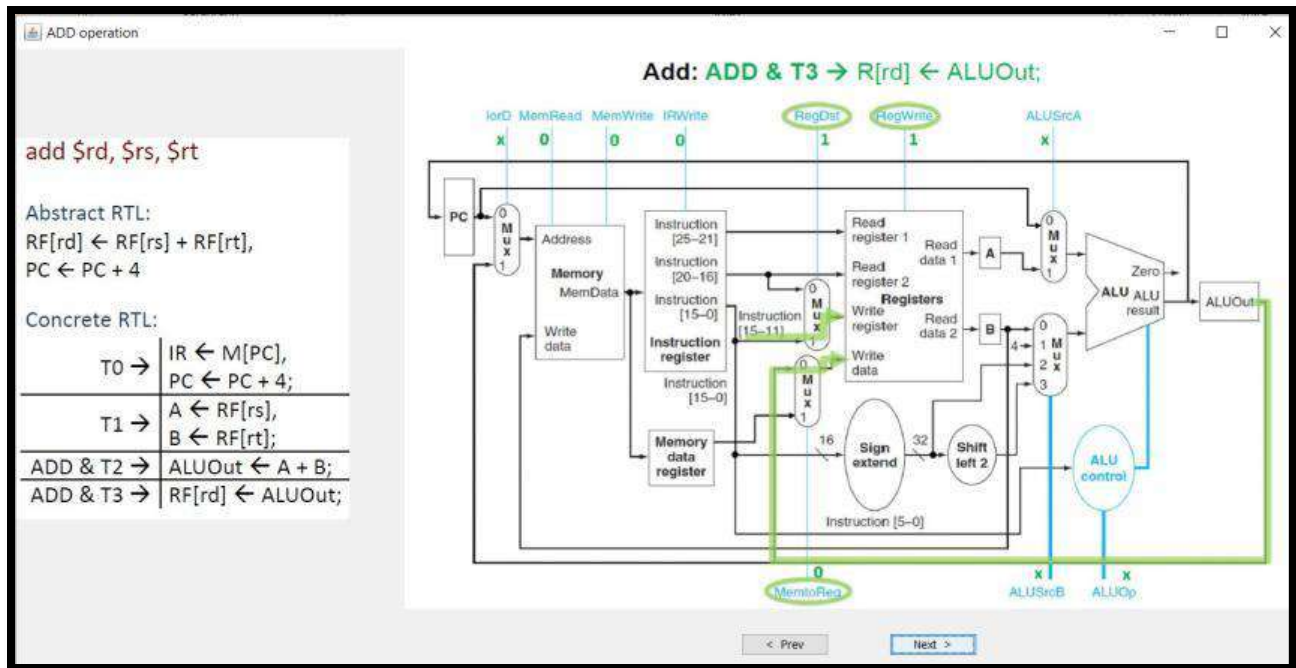 ADD operation
Add: ADD & T3 → R[rd] ← ALUOut;
add $rd, $rs, $rt
Abstract RTL:
RF[rd] ← RF[rs] + RF[rt],
PC ← PC + 4
Concrete RTL:
T0 → IR ← M[PC],
PC ← PC + 4;
T1 → A ← RF[rs],
B ← RF[rt];
ADD & T2 → ALUOut ← A + B;
ADD & T3 → RF[rd] ← ALUOut;
IorD MemRead MemWrite IRWrite RegDst RegWrite ALUSrcA
x 0 0 0 1 1 x
PC
0
M
u
x
1
Address
Memory
MemData
Write
data
Instruction
[25–21]
Instruction
[20–16]
Instruction
[15–0]
Instruction
register
Instruction
[15–0]
Memory
data
register
Instruction
[15–11]
0
M
u
x
1
0
M
u
x
1
Read
register 1
Read
register 2
Registers
Write
register
Write
data
Read
data 1
Read
data 2
A
B
16
Sign
extend
32
Shift
left 2
Instruction [5–0]
0
M
u
x
1
4
0
1 M
u
2 x
3
Zero
ALU ALU
result
ALUOut
ALU
control
0 x x
MemtoReg ALUSrcB ALUOp
< Prev Next >